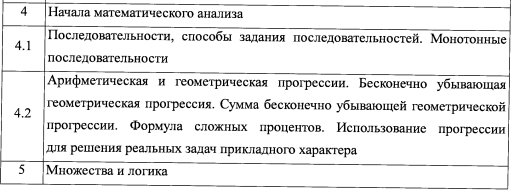 4 Начала математического анализа
4.1 Последовательности, способы задания последовательностей. Монотонные
последовательности
Арифметическая и геометрическая прогрессии. Бесконечно убывающая
геометрическая прогрессия. Сумма бесконечно убывающей геометрической
4.2 прогрессии. Формула сложных процентов. Использование прогрессии
для решения реальных задач прикладного характера
5 Множества и логика